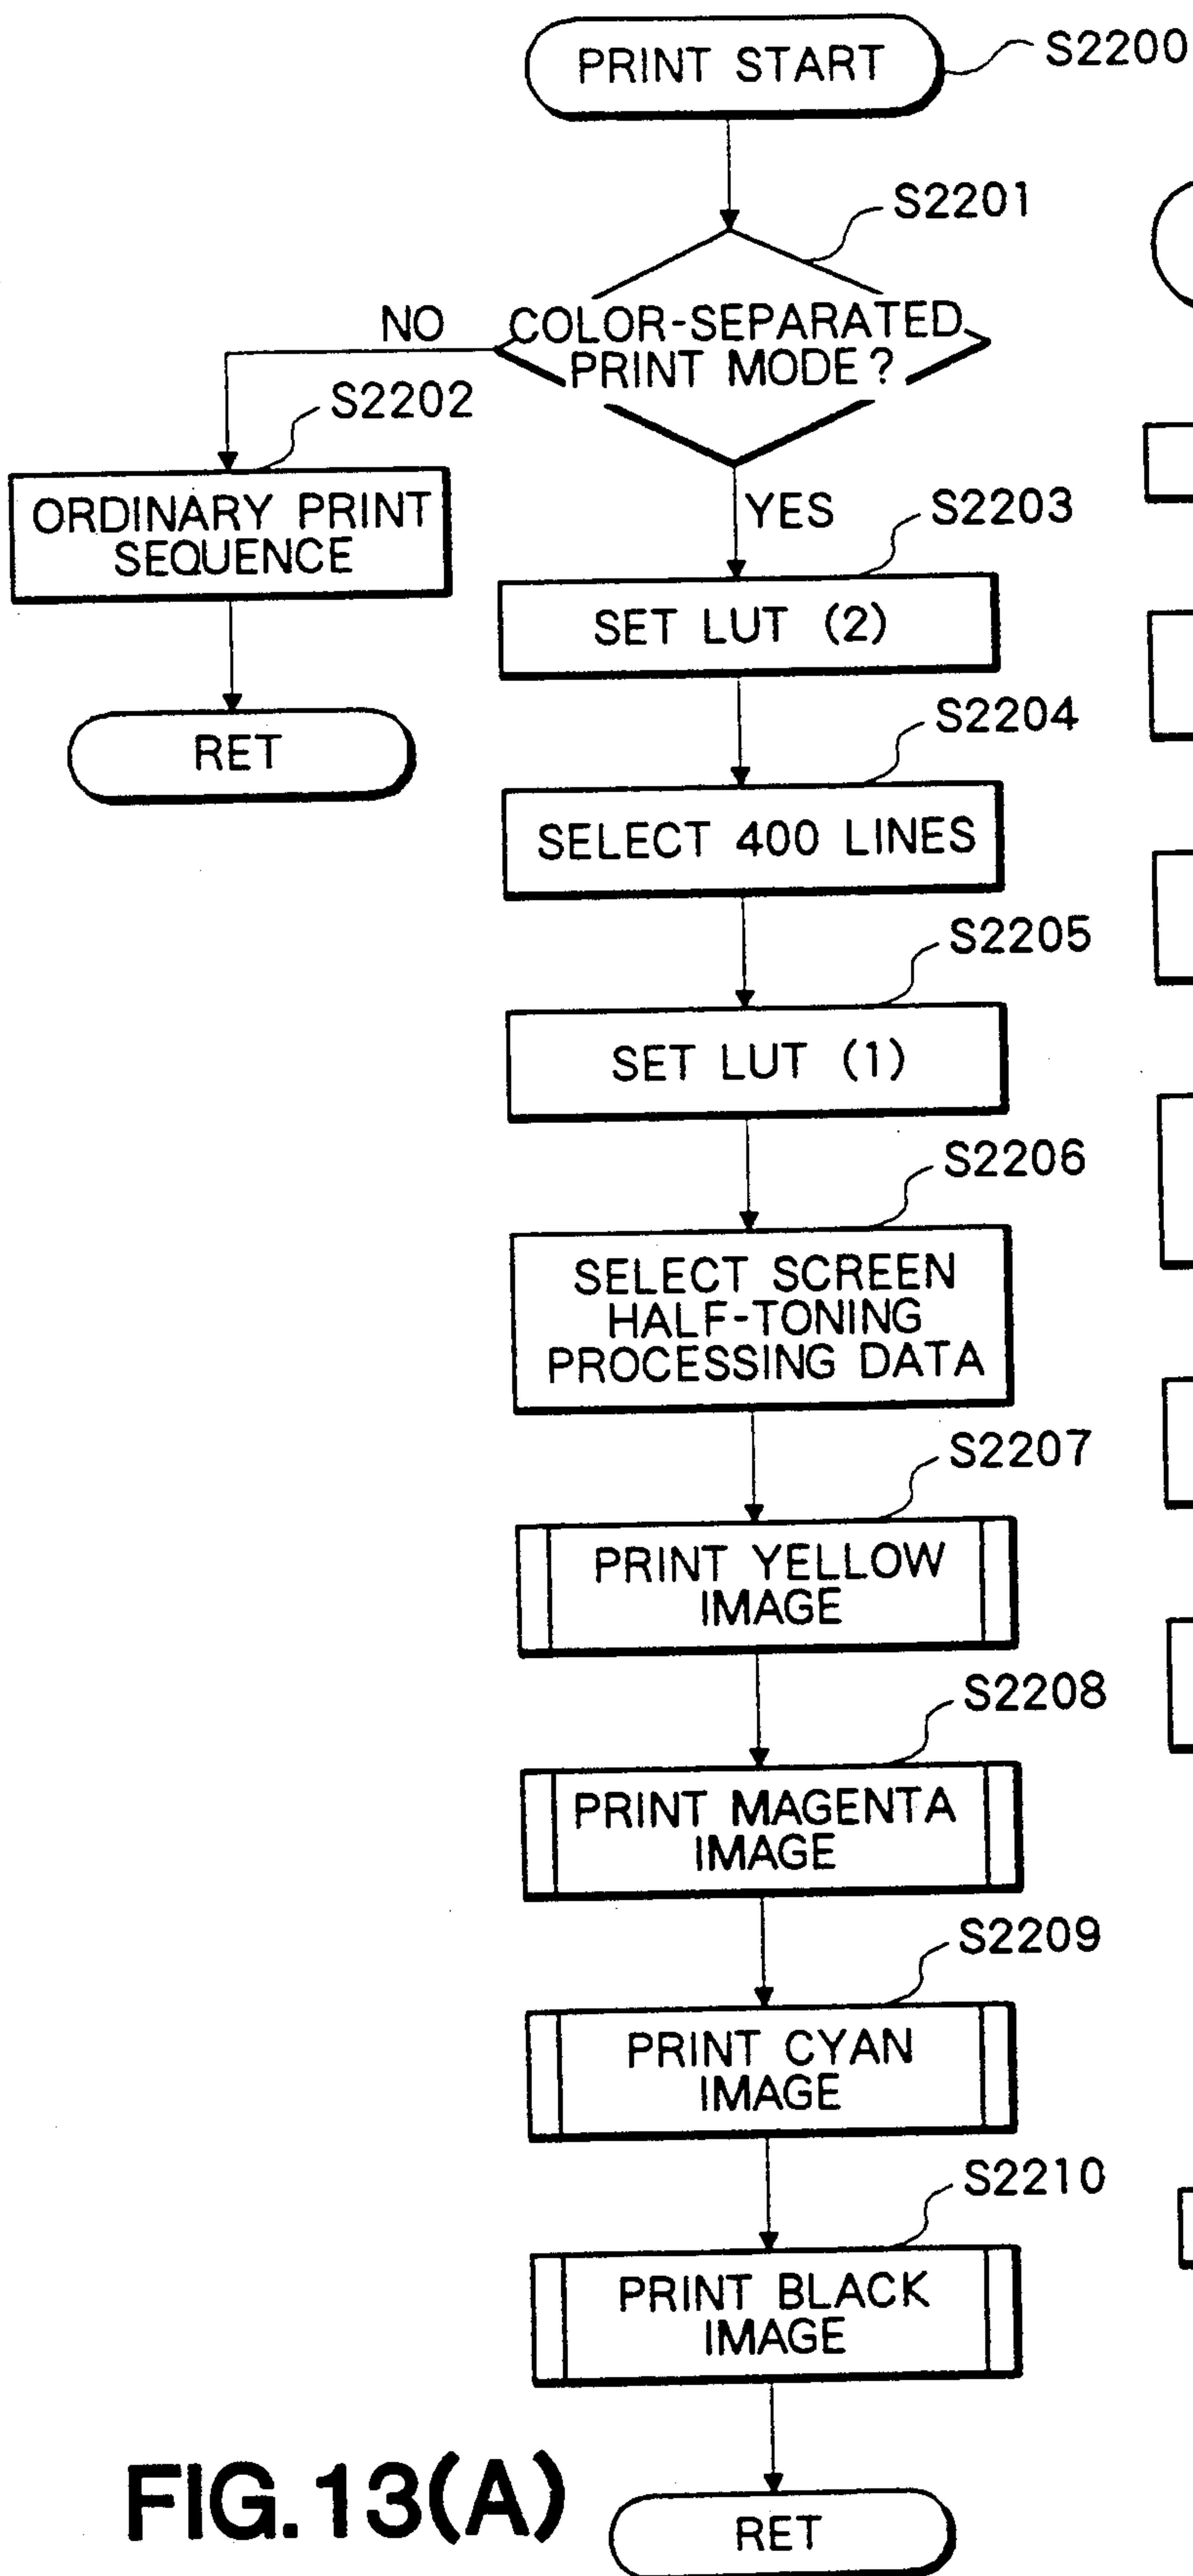 PRINT START
S2200
S2201
COLOR-SEPARATED
PRINT MODE?
NO
S2202
ORDINARY PRINT
SEQUENCE
RET
YES
S2203
SET LUT (2)
S2204
SELECT 400 LINES
S2205
SET LUT (1)
S2206
SELECT SCREEN
HALF-TONING
PROCESSING DATA
S2207
PRINT YELLOW
IMAGE
S2208
PRINT MAGENTA
IMAGE
S2209
PRINT CYAN
IMAGE
S2210
PRINT BLACK
IMAGE
RET
FIG.13(A)